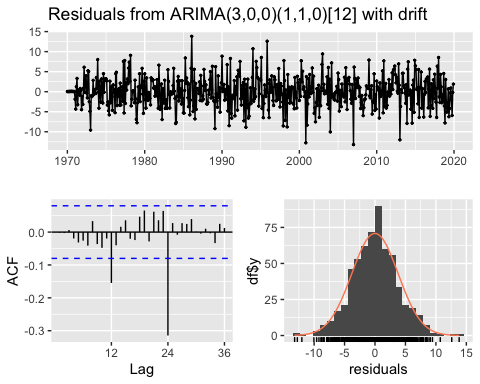 Residuals from ARIMA(3,0,0)(1,1,0)[12] with drift
15
10
5
0
-5
-10
1970 1980 1990 2000 2010 2020
ACF
0.0
-0.1
-0.2
-0.3
12 24 36
Lag
df$y
75
50
25
0
-10 -5 0 5 10 15
residuals